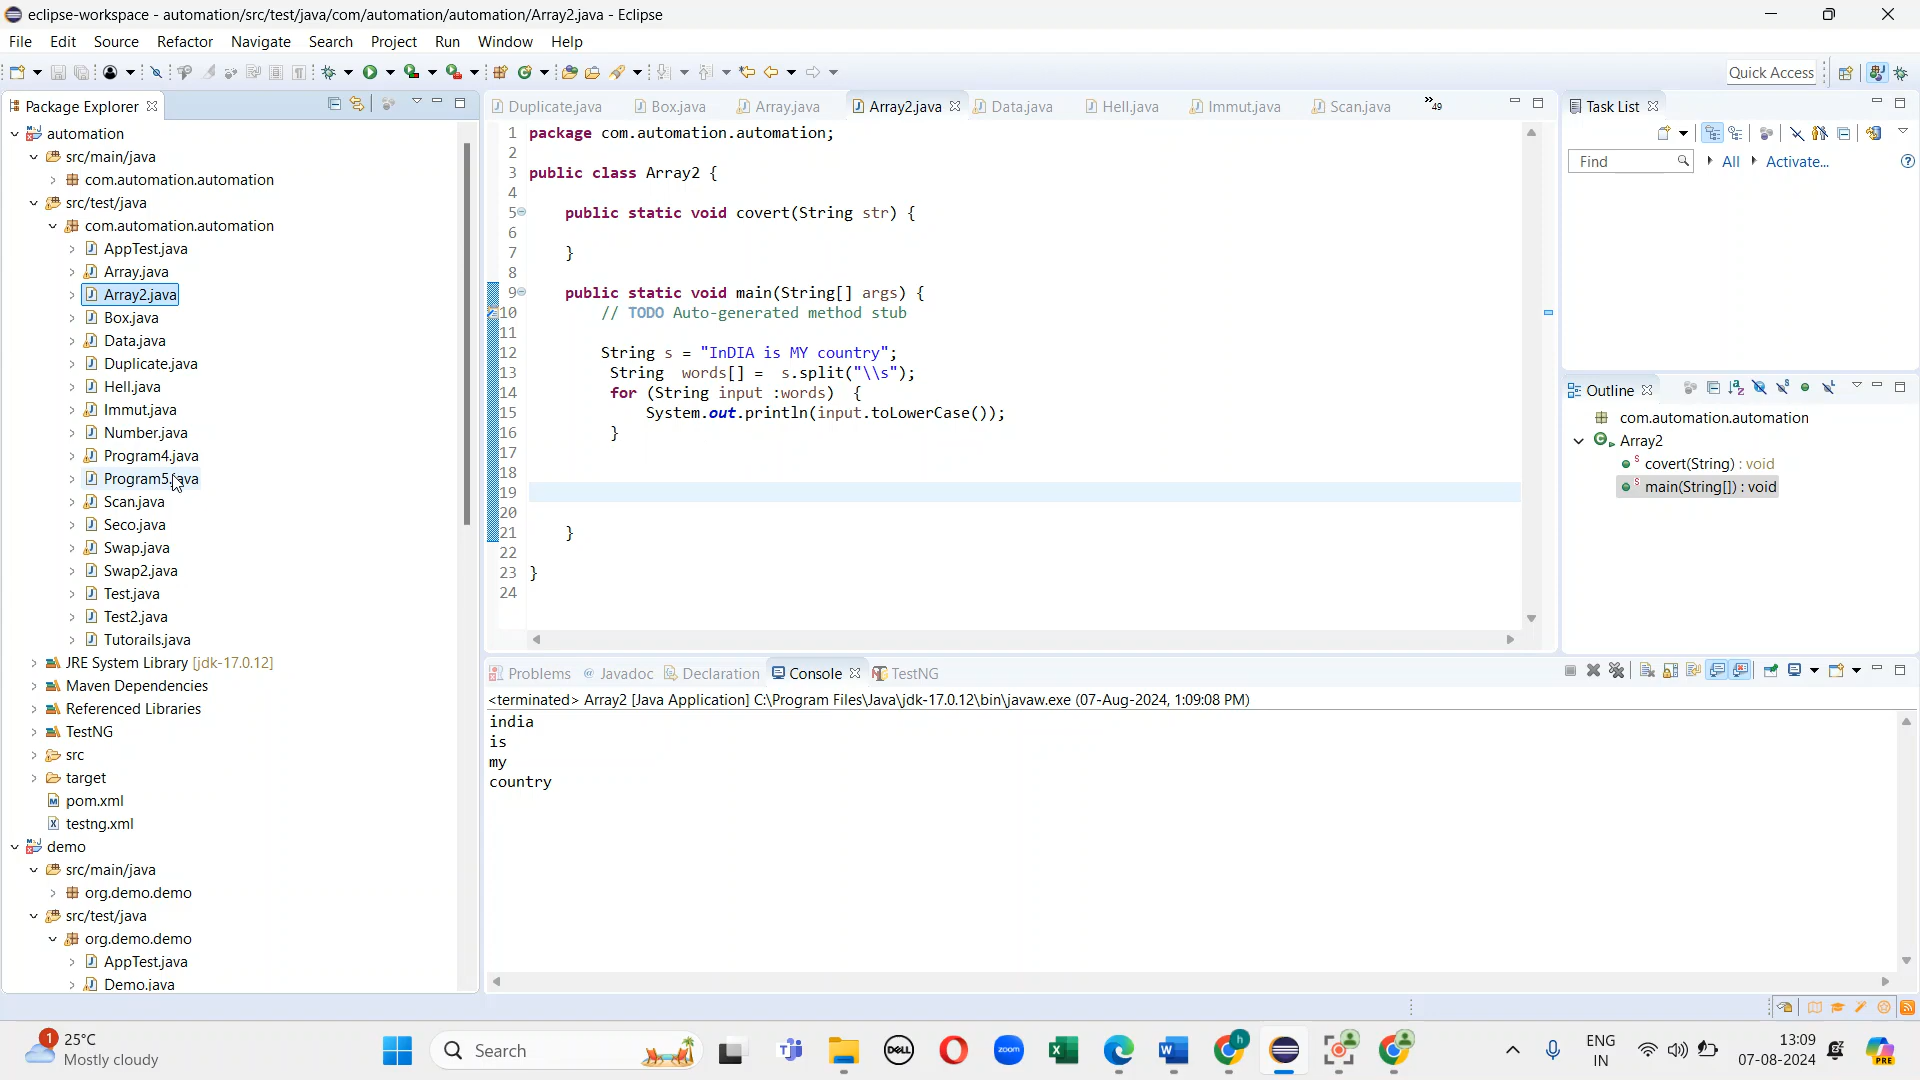 eclipse-workspace - automation/src/test/java/com/automation/automation/Array2.java - Eclipse
File Edit Source Refactor Navigate Search Project Run Window Help
Quick Access
Package Explorer
automation
src/main/java
com.automation.automation
src/test/java
com.automation.automation
AppTest.java
Array.java
Array2.java
Box.java
Data.java
Duplicate.java
Hell.java
Immut.java
Number.java
Program4.java
Program5.java
Scan.java
Seco.java
Swap.java
Swap2.java
Test.java
Test2.java
Tutorails.java
JRE System Library [jdk-17.0.12]
Maven Dependencies
Referenced Libraries
TestNG
src
target
pom.xml
testng.xml
demo
src/main/java
org.demo.demo
src/test/java
org.demo.demo
AppTest.java
Demo.java
Duplicate.java Box.java Array.java Array2.java Data.java Hell.java Immut.java Scan.java »49
1 package com.automation.automation;
2
3 public class Array2 {
4
5 public static void covert(String str) {
6
7 }
8
9 public static void main(String[] args) {
10 // TODO Auto-generated method stub
11
12 String s = "InDIA is MY country";
13 String words[] = s.split("\\s");
14 for (String input :words) {
15 System.out.println(input.toLowerCase());
16 }
17
18
19
20
21 }
22
23 }
24
Task List
Find All Activate...
Outline
com.automation.automation
Array2
covert(String) : void
main(String[]) : void
Problems Javadoc Declaration Console TestNG
<terminated> Array2 [Java Application] C:\Program Files\Java\jdk-17.0.12\bin\javaw.exe (07-Aug-2024, 1:09:08 PM)
india
is
my
country
1 25°C
Mostly cloudy
Search
DELL
zoom
h
ENG
IN
13:09
07-08-2024
PRE